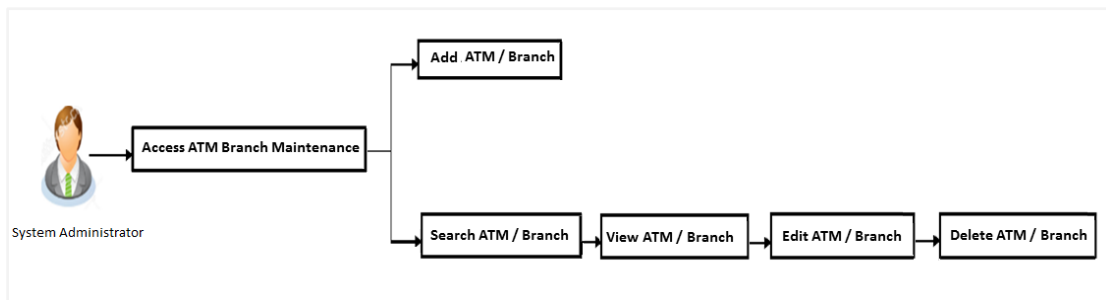 Add ATM / Branch
Access ATM Branch Maintenance
System Administrator
Search ATM / Branch
View ATM / Branch
Edit ATM / Branch
Delete ATM / Branch